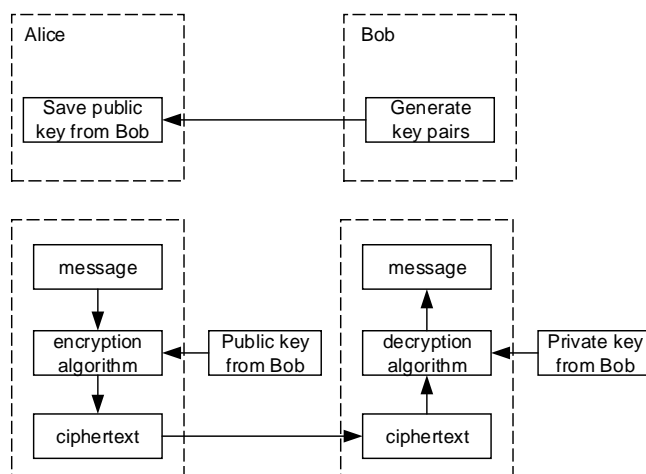 Alice
Bob
Save public
key from Bob
Generate
key pairs
message
message
encryption
algorithm
Public key
from Bob
decryption
algorithm
Private key
from Bob
ciphertext
ciphertext